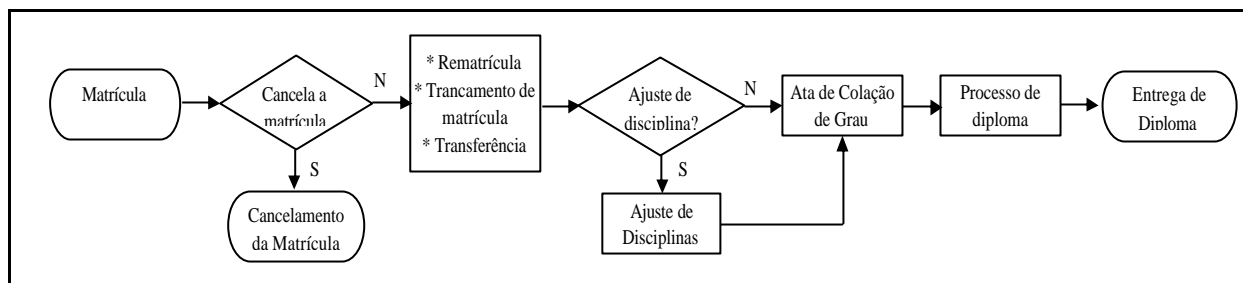 Matrícula
Cancela a
matrícula
N
S
Cancelamento
da Matrícula
* Rematrícula
* Trancamento de
matrícula
* Transferência
Ajuste de
disciplina?
N
S
Ajuste de
Disciplinas
Ata de Colação
de Grau
Processo de
diploma
Entrega de
Diploma